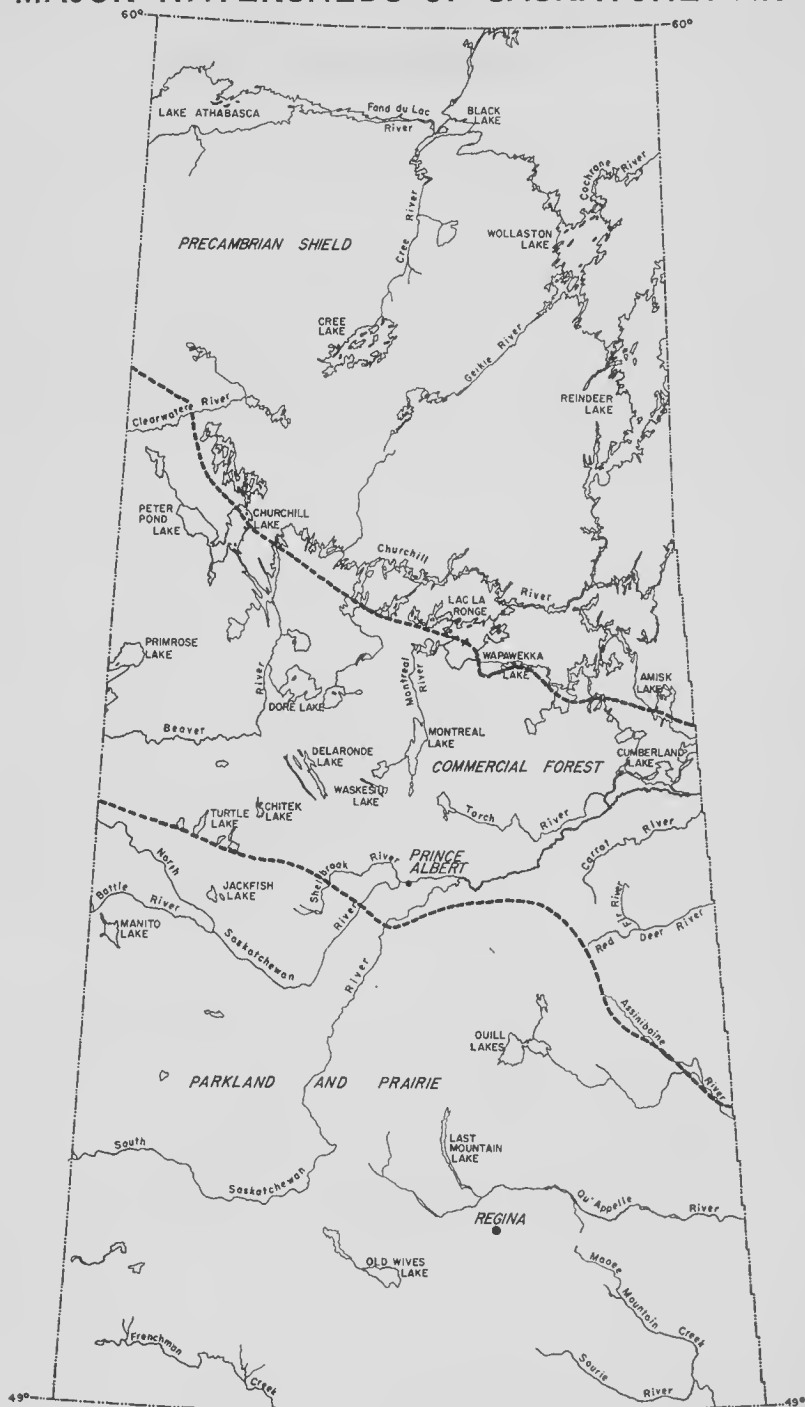 MAJOR WATERSHEDS OF SASKATCHEWAN
60°
60°
LAKE ATHABASCA
Fond du Lac
River
BLACK
LAKE
Cochrane River
PRECAMBRIAN SHIELD
Cree River
WOLLASTON
LAKE
CREE
LAKE
Geikie River
REINDEER
LAKE
Clearwatere River
PETER
POND
LAKE
CHURCHILL
LAKE
Churchill
River
LAC LA
RONGE
PRIMROSE
LAKE
River
Montreal
River
WAPAWEKKA
LAKE
AMISK
LAKE
DORE LAKE
Beaver
MONTREAL
LAKE
DELARONDE
LAKE
COMMERCIAL FOREST
CUMBERLAND
LAKE
WASKESIU
LAKE
CHITEK
LAKE
TURTLE
LAKE
Torch River
Carrot River
North
Shellbrook River
PRINCE
ALBERT
Battle River
JACKFISH
LAKE
MANITO
LAKE
Saskatchewan
River
River
Fir River
Red Deer River
QUILL
LAKES
Assiniboine
River
PARKLAND AND PRAIRIE
LAST
MOUNTAIN
LAKE
South
Saskatchewan
Qu'Appelle
River
REGINA
OLD WIVES
LAKE
Moose
Mountain
Creek
Frenchman
Creek
Sourie
River
49°
49°